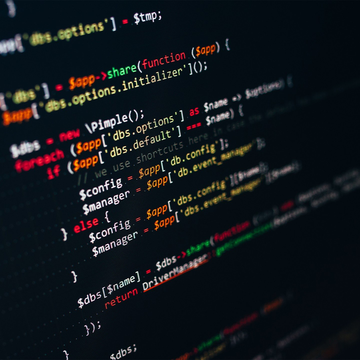 ['dbs.options'] = $tmp;
['dbs'] = $app->share(function ($app) {
$app['dbs.options.initializer']();
$dbs = new \Pimple();
foreach ($app['dbs.options'] as $name => $options) {
if ($app['dbs.default'] === $name) {
// we use shortcuts here in case the default
$config = $app['db.config'];
$manager = $app['db.event_manager'];
} else {
$config = $app['dbs.config'][$name];
$manager = $app['dbs.event_manager'][$name];
}
$dbs[$name] = $dbs->share(function
return DriverManager::getConnection(
});
}
$dbs;